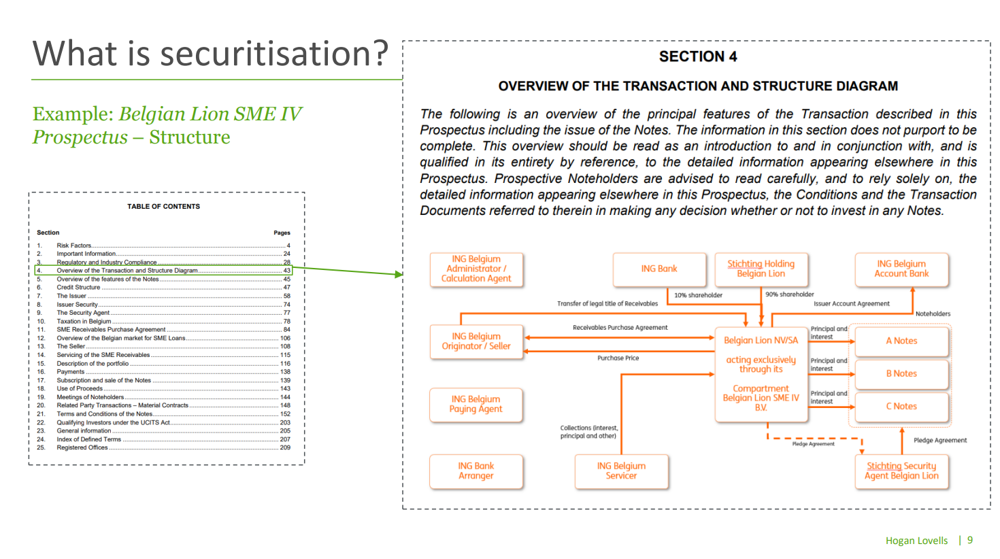 What is securitisation?
Example: Belgian Lion SME IV
Prospectus – Structure
TABLE OF CONTENTS
Section Pages
1. Risk Factors 4
2. Important Information 24
3. Regulatory and Industry Compliance 28
4. Overview of the Transaction and Structure Diagram 43
5. Overview of the features of the Notes 45
6. Credit Structure 47
7. The Issuer 58
8. Issuer Security 74
9. The Security Agent 77
10. Taxation in Belgium 78
11. SME Receivables Purchase Agreement 84
12. Overview of the Belgian market for SME Loans 106
13. The Seller 108
14. Servicing of the SME Receivables 115
15. Description of the portfolio 116
16. Payments 138
17. Subscription and sale of the Notes 139
18. Use of Proceeds 143
19. Meetings of Noteholders 144
20. Related Party Transactions – Material Contracts 148
21. Terms and Conditions of the Notes 152
22. Qualifying Investors under the UCITS Act 203
23. General information 205
24. Index of Defined Terms 207
25. Registered Offices 209
SECTION 4
OVERVIEW OF THE TRANSACTION AND STRUCTURE DIAGRAM
The following is an overview of the principal features of the Transaction described in this
Prospectus including the issue of the Notes. The information in this section does not purport to be
complete. This overview should be read as an introduction to and in conjunction with, and is
qualified in its entirety by reference, to the detailed information appearing elsewhere in this
Prospectus. Prospective Noteholders are advised to read carefully, and to rely solely on, the
detailed information appearing elsewhere in this Prospectus, the Conditions and the Transaction
Documents referred to therein in making any decision whether or not to invest in any Notes.
ING Belgium
Administrator /
Calculation Agent
ING Bank
Stichting Holding
Belgian Lion
ING Belgium
Account Bank
10% shareholder
90% shareholder
Transfer of legal title of Receivables
Issuer Account Agreement
Noteholders
ING Belgium
Originator / Seller
Receivables Purchase Agreement
Purchase Price
Belgian Lion NV/SA
acting exclusively
through its
Compartment
Belgian Lion SME IV
B.V.
Principal and
interest
A Notes
Principal and
interest
B Notes
Principal and
interest
C Notes
ING Belgium
Paying Agent
Collections (interest,
principal and other)
Pledge Agreement
Pledge Agreement
ING Bank
Arranger
ING Belgium
Servicer
Stichting Security
Agent Belgian Lion
Hogan Lovells | 9